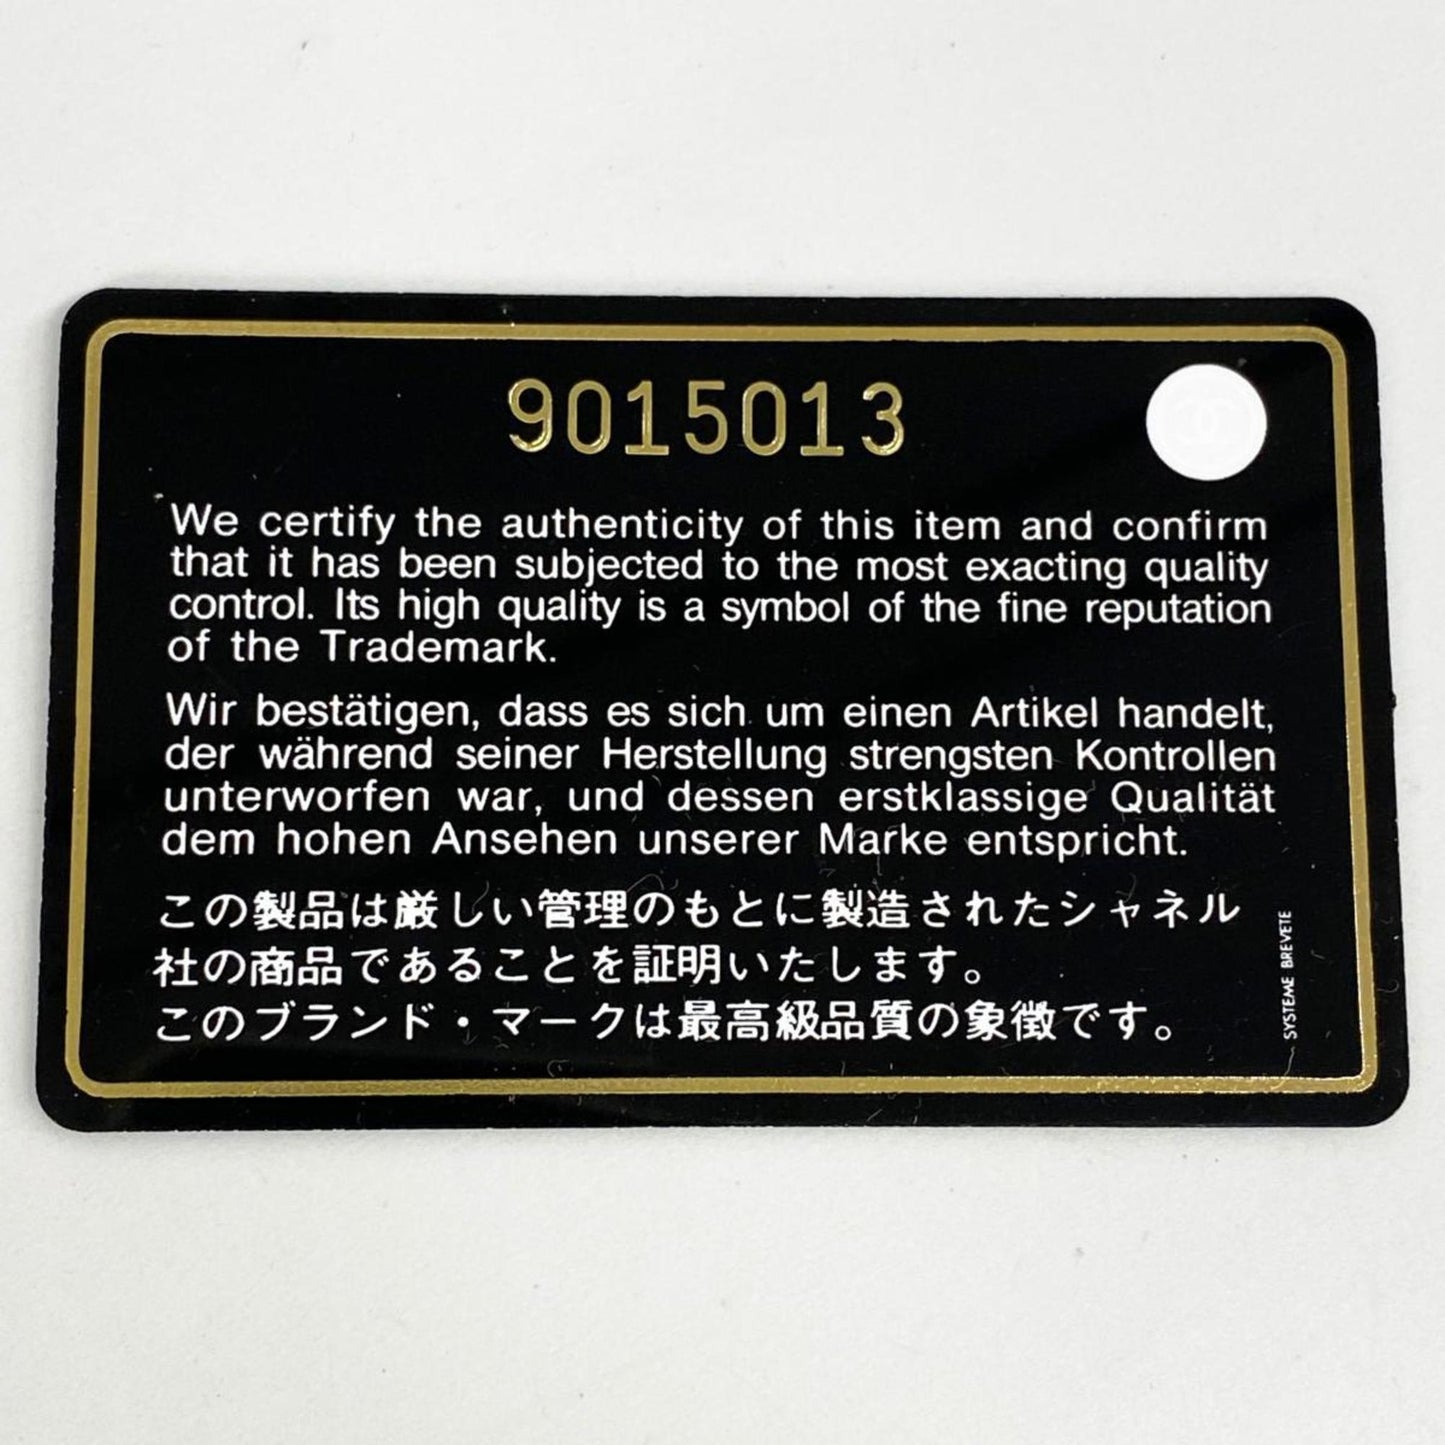 9015013
We certify the authenticity of this item and confirm
that it has been subjected to the most exacting quality
control. Its high quality is a symbol of the fine reputation
of the Trademark.
Wir bestätigen, dass es sich um einen Artikel handelt,
der während seiner Herstellung strengsten Kontrollen
unterworfen war, und dessen erstklassige Qualität
dem hohen Ansehen unserer Marke entspricht.
この製品は厳しい管理のもとに製造されたシャネル
社の商品であることを証明いたします。
このブランド・マークは最高級品質の象徴です。
SYSTEME BREVETE